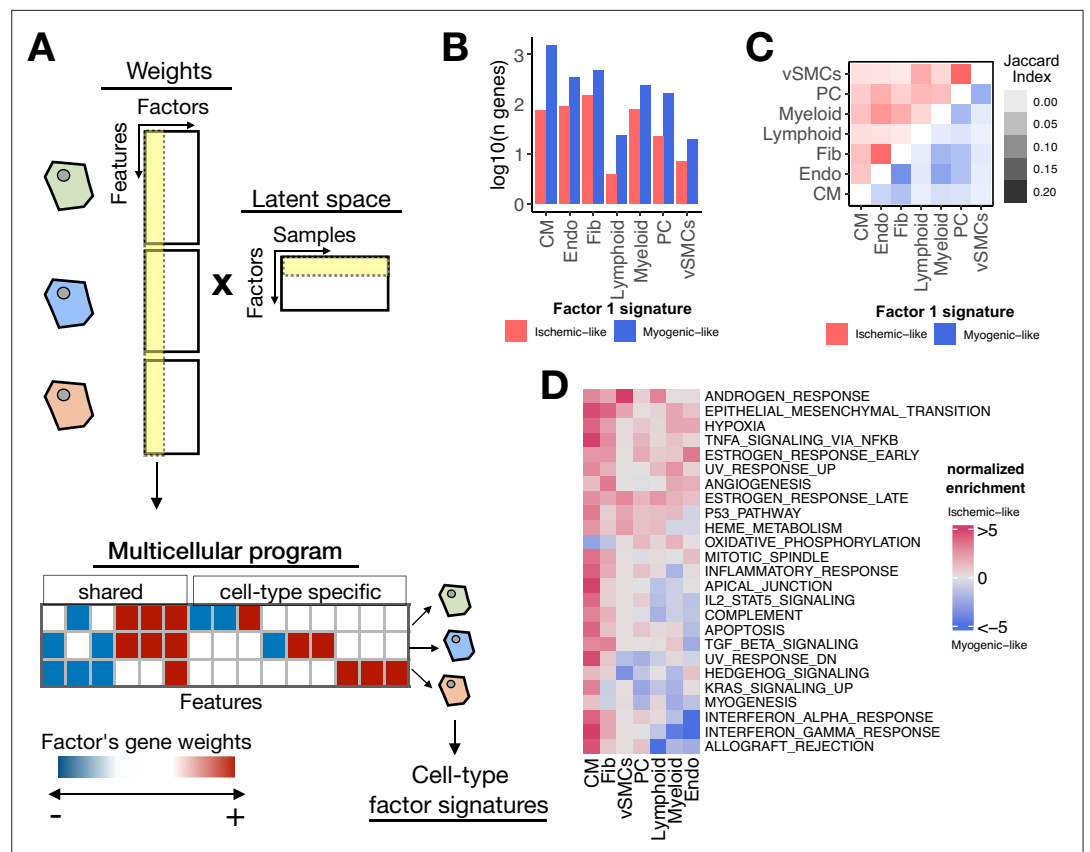 A
Weights
Factors
Features
x
Latent space
Samples
Factors
Multicellular program
shared
cell-type specific
Features
Factor's gene weights
-
+
Cell-type
factor signatures
B
log10(n genes)
3
2
1
0
CM
Endo
Fib
Lymphoid
Myeloid
PC
vSMCs
Factor 1 signature
Ischemic-like
Myogenic-like
C
vSMCs
PC
Myeloid
Lymphoid
Fib
Endo
CM
CM
Endo
Fib
Lymphoid
Myeloid
PC
vSMCs
Jaccard
Index
0.00
0.05
0.10
0.15
0.20
Factor 1 signature
Ischemic-like
Myogenic-like
D
ANDROGEN_RESPONSE
EPITHELIAL_MESENCHYMAL_TRANSITION
HYPOXIA
TNFA_SIGNALING_VIA_NFKB
ESTROGEN_RESPONSE_EARLY
UV_RESPONSE_UP
ANGIOGENESIS
ESTROGEN_RESPONSE_LATE
P53_PATHWAY
HEME_METABOLISM
OXIDATIVE_PHOSPHORYLATION
MITOTIC_SPINDLE
INFLAMMATORY_RESPONSE
APICAL_JUNCTION
IL2_STAT5_SIGNALING
COMPLEMENT
APOPTOSIS
TGF_BETA_SIGNALING
UV_RESPONSE_DN
HEDGEHOG_SIGNALING
KRAS_SIGNALING_UP
MYOGENESIS
INTERFERON_ALPHA_RESPONSE
INTERFERON_GAMMA_RESPONSE
ALLOGRAFT_REJECTION
CM
Fib
vSMCs
PC
Lymphoid
Myeloid
Endo
normalized
enrichment
Ischemic-like
>5
0
<-5
Myogenic-like